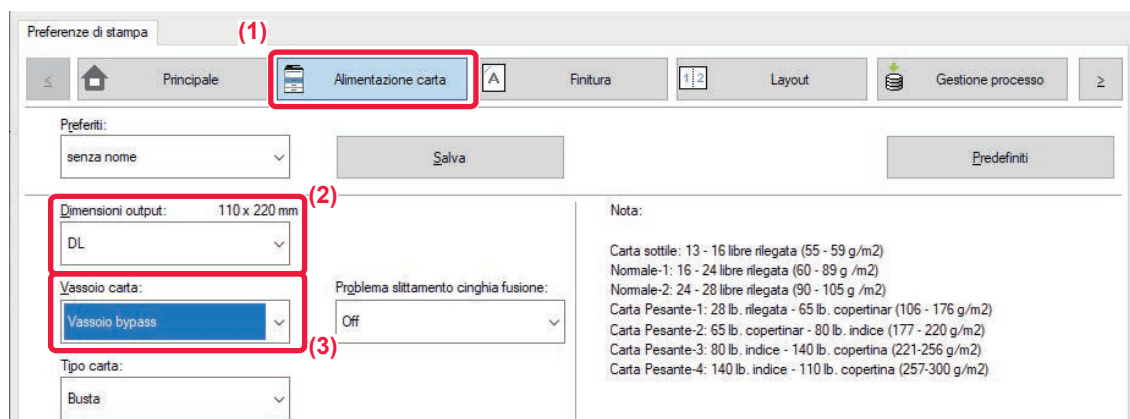 Preferenze di stampa
(1)
≤
Principale
Alimentazione carta
A
Finitura
1 2
Layout
Gestione processo
≥
Preferiti:
senza nome
Salva
Predefiniti
(2)
Dimensioni output: 110 x 220 mm
DL
Vassoio carta:
Vassoio bypass
(3)
Problema slittamento cinghia fusione:
Off
Tipo carta:
Busta
Nota:
Carta sottile: 13 - 16 libre rilegata (55 - 59 g/m2)
Normale-1: 16 - 24 libre rilegata (60 - 89 g /m2)
Normale-2: 24 - 28 libre rilegata (90 - 105 g /m2)
Carta Pesante-1: 28 lb. rilegata - 65 lb. copertinar (106 - 176 g/m2)
Carta Pesante-2: 65 lb. copertinar - 80 lb. indice (177 - 220 g/m2)
Carta Pesante-3: 80 lb. indice - 140 lb. copertina (221-256 g/m2)
Carta Pesante-4: 140 lb. indice - 110 lb. copertina (257-300 g/m2)